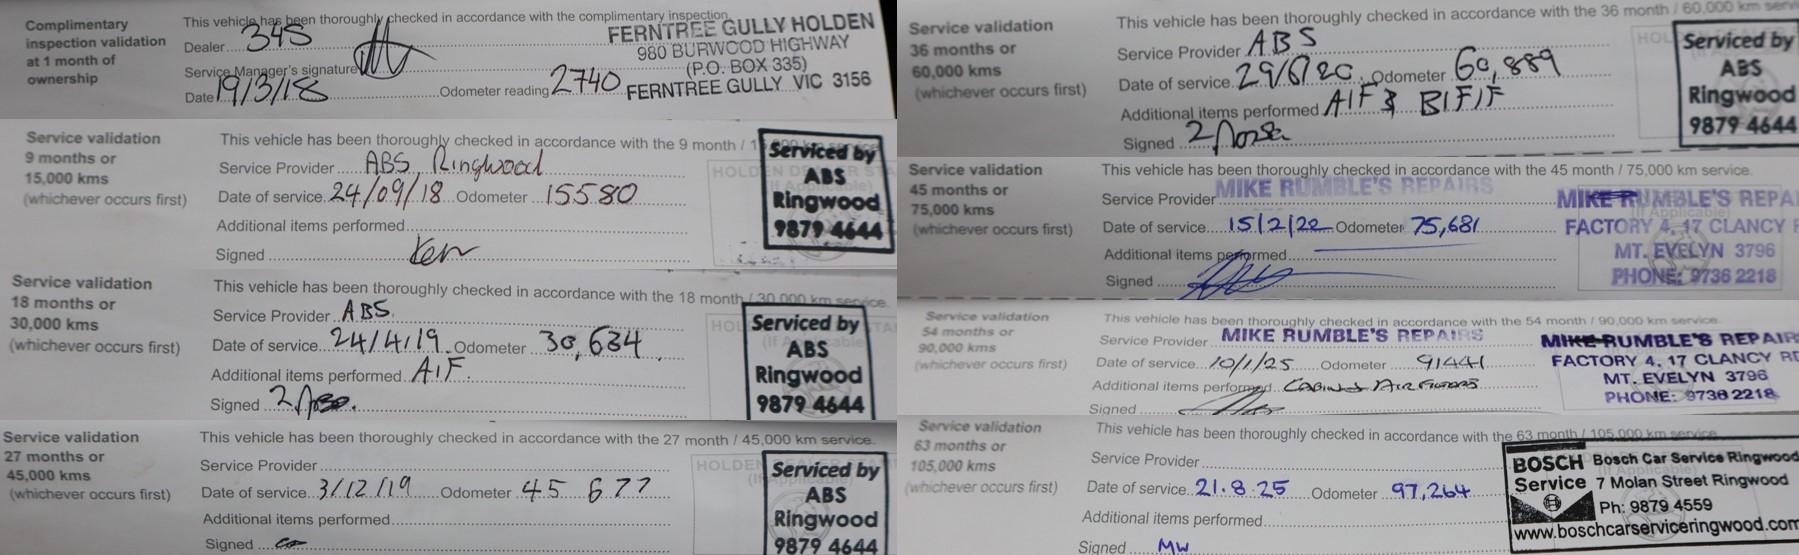 Complimentary
inspection validation
at 1 month of
ownership
This vehicle has been thoroughly checked in accordance with the complimentary inspection
Dealer 345
Service Manager's signature
Date 19/3/18 Odometer reading 2740
FERNTREE GULLY HOLDEN
980 BURWOOD HIGHWAY
(P.O. BOX 335)
FERNTREE GULLY VIC 3156
Service validation
9 months or
15,000 kms
(whichever occurs first)
This vehicle has been thoroughly checked in accordance with the 9 month / 15,000 km service
Service Provider ABS Ringwood
Date of service 24/09/18 Odometer 15580
Additional items performed
Signed Ken
Serviced by
ABS
Ringwood
9879 4644
Service validation
18 months or
30,000 kms
(whichever occurs first)
This vehicle has been thoroughly checked in accordance with the 18 month / 30,000 km service.
Service Provider ABS
Date of service 24/4/19 Odometer 30,634
Additional items performed A/F
Signed
Serviced by
ABS
Ringwood
9879 4644
Service validation
27 months or
45,000 kms
(whichever occurs first)
This vehicle has been thoroughly checked in accordance with the 27 month / 45,000 km service.
Service Provider
Date of service 3/12/19 Odometer 45 677
Additional items performed
Signed
HOLDEN
Serviced by
ABS
Ringwood
9879 4644
Service validation
36 months or
60,000 kms
(whichever occurs first)
This vehicle has been thoroughly checked in accordance with the 36 month / 60,000 km
Service Provider ABS
Date of service 29/6/20 Odometer 60,889
Additional items performed A/F & B/F/F
Signed
Serviced by
ABS
Ringwood
9879 4644
Service validation
45 months or
75,000 kms
(whichever occurs first)
This vehicle has been thoroughly checked in accordance with the 45 month / 75,000 km service.
Service Provider MIKE RUMBLE'S REPAIRS
Date of service 15/2/22 Odometer 75,681
Additional items performed
Signed
MIKE RUMBLE'S REPAI
FACTORY 4, 17 CLANCY
MT. EVELYN 3796
PHONE: 9736 2218
Service validation
54 months or
90,000 kms
(whichever occurs first)
This vehicle has been thoroughly checked in accordance with the 54 month / 90,000 km service.
Service Provider MIKE RUMBLE'S REPAIRS
Date of service 10/1/25 Odometer 91441
Additional items performed CABIN & AIR FILTERS
Signed
MIKE RUMBLE'S REPAIR
FACTORY 4, 17 CLANCY RD
MT. EVELYN 3796
PHONE: 9736 2218
Service validation
63 months or
105,000 kms
(whichever occurs first)
This vehicle has been thoroughly checked in accordance with the 63 month / 105,000 km service
Service Provider
Date of service 21.8.25 Odometer 97,264
Additional items performed
Signed MW
BOSCH Service
Bosch Car Service Ringwood
7 Molan Street Ringwood
Ph: 9879 4559
www.boschcarserviceringwood.com